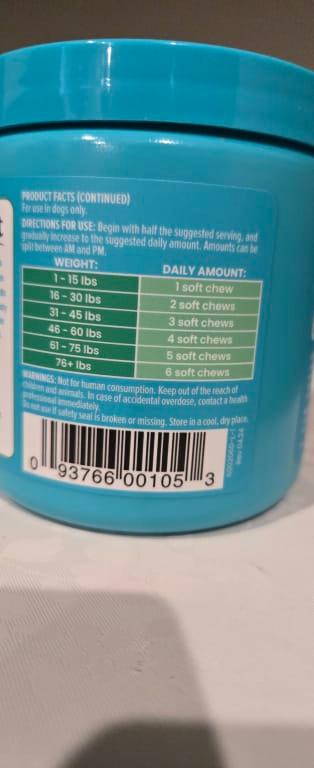 PRODUCT FACTS (CONTINUED)
For use in dogs only.
DIRECTIONS FOR USE: Begin with half the suggested serving, and
gradually increase to the suggested daily amount. Amounts can be
split between AM and PM.
WEIGHT: DAILY AMOUNT:
1 - 15 lbs 1 soft chew
16 - 30 lbs 2 soft chews
31 - 45 lbs 3 soft chews
46 - 60 lbs 4 soft chews
61 - 75 lbs 5 soft chews
76+ lbs 6 soft chews
WARNINGS: Not for human consumption. Keep out of the reach of
children and animals. In case of accidental overdose, contact a health
professional immediately.
Do not use if safety seal is broken or missing. Store in a cool, dry place.
0 93766 00105 3
Rev 04.24